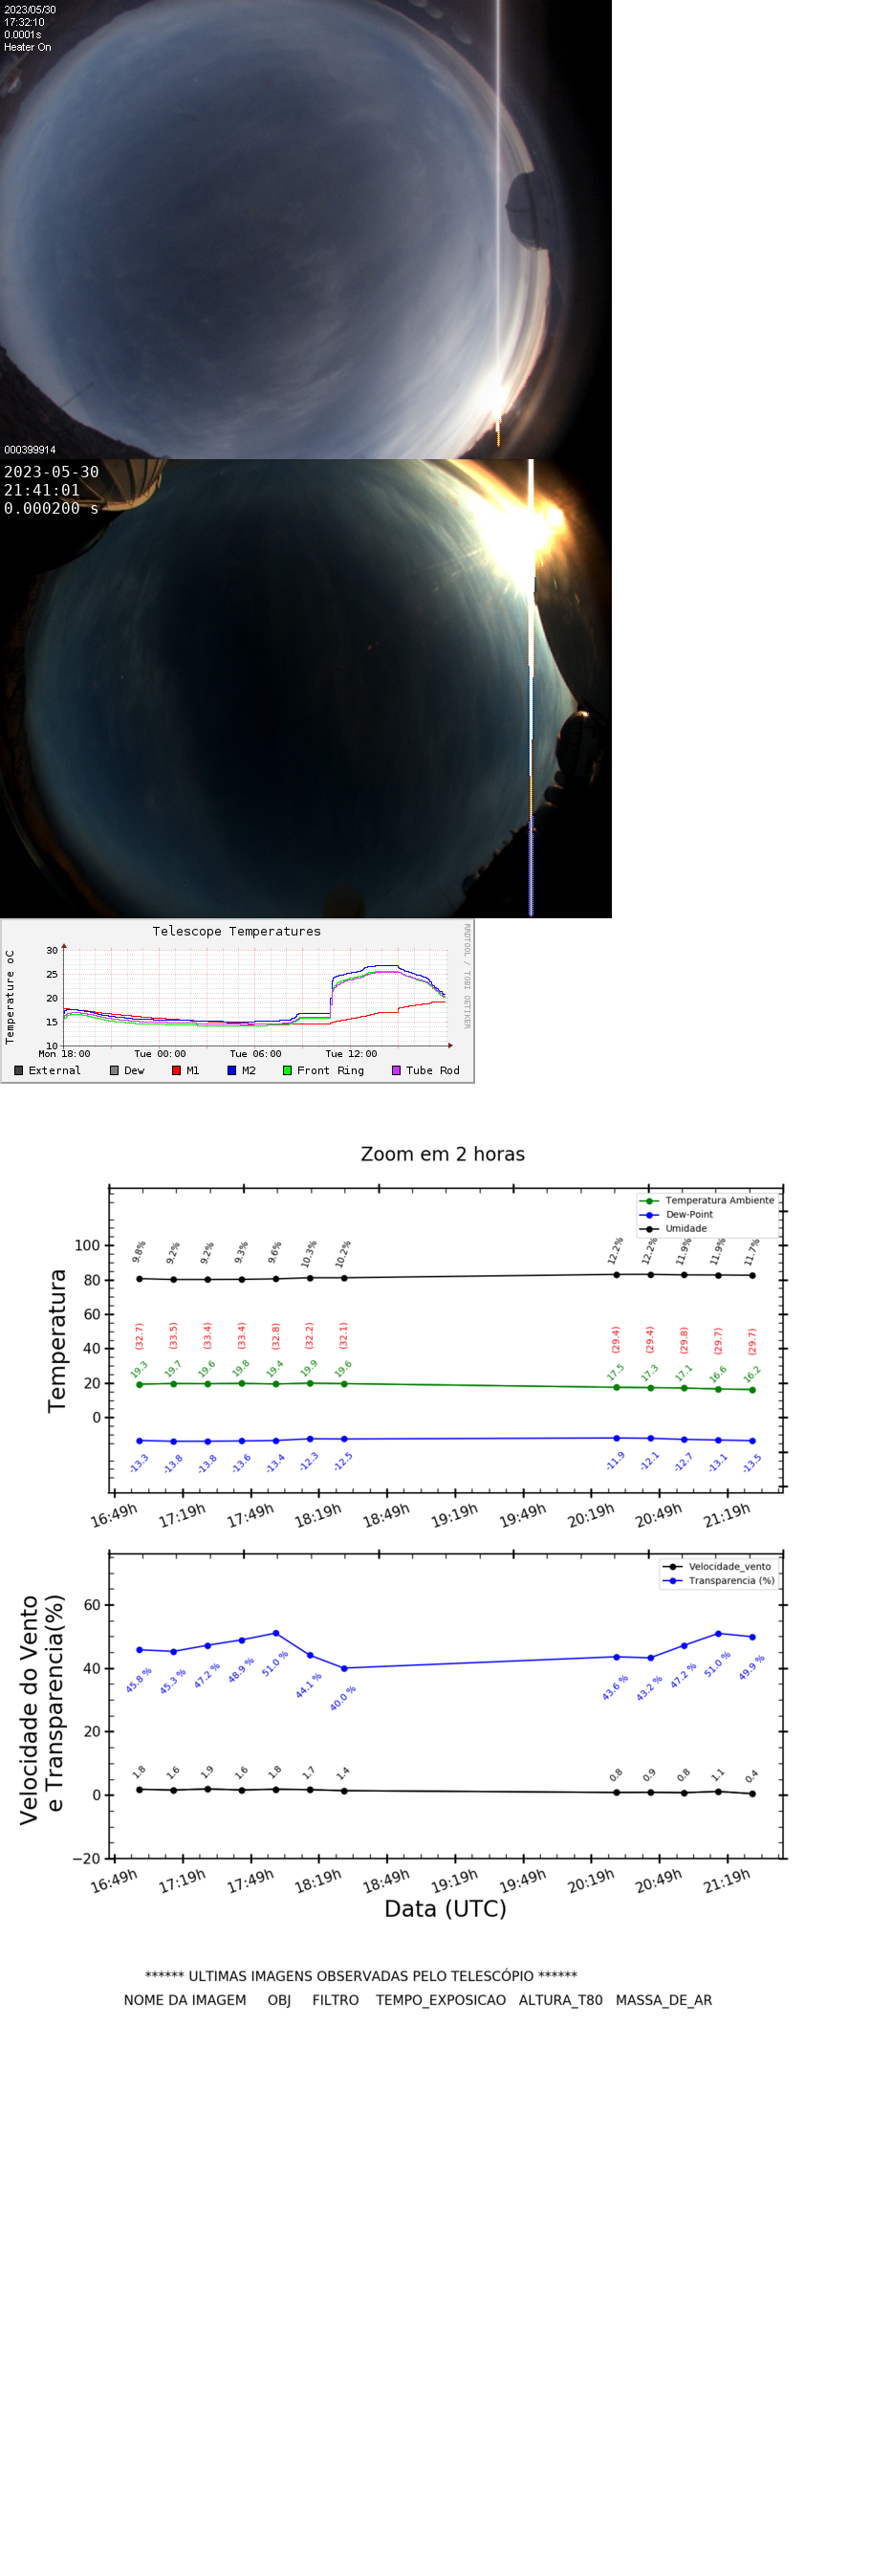 2023/05/30
17:32:10
0.0001s
Heater On
000399914
2023-05-30
21:41:01
0.000200 s
Telescope Temperatures
RRDTOOL / TOBI OETIKER
Temperature oC
30
25
20
15
10
Mon 18:00 Tue 00:00 Tue 06:00 Tue 12:00
External Dew M1 M2 Front Ring Tube Rod
Zoom em 2 horas
Temperatura Ambiente
Dew-Point
Umidade
Temperatura
100
80
60
40
20
0
9.8% 9.2% 9.2% 9.3% 9.6% 10.3% 10.2% 12.2% 12.2% 11.9% 11.9% 11.7%
(32.7) (33.5) (33.4) (33.4) (32.8) (32.2) (32.1) (29.4) (29.4) (29.8) (29.7) (29.7)
19.3 19.7 19.6 19.8 19.4 19.9 19.6 17.5 17.3 17.1 16.6 16.2
-13.3 -13.8 -13.8 -13.6 -13.4 -12.3 -12.5 -11.9 -12.1 -12.7 -13.1 -13.5
16:49h 17:19h 17:49h 18:19h 18:49h 19:19h 19:49h 20:19h 20:49h 21:19h
Velocidade_vento
Transparencia (%)
Velocidade do Vento
e Transparencia(%)
60
40
20
0
−20
45.8 % 45.3 % 47.2 % 48.9 % 51.0 % 44.1 % 40.0 % 43.6 % 43.2 % 47.2 % 51.0 % 49.9 %
1.8 1.6 1.9 1.6 1.8 1.7 1.4 0.8 0.9 0.8 1.1 0.4
16:49h 17:19h 17:49h 18:19h 18:49h 19:19h 19:49h 20:19h 20:49h 21:19h
Data (UTC)
****** ULTIMAS IMAGENS OBSERVADAS PELO TELESCÓPIO ******
NOME DA IMAGEM OBJ FILTRO TEMPO_EXPOSICAO ALTURA_T80 MASSA_DE_AR